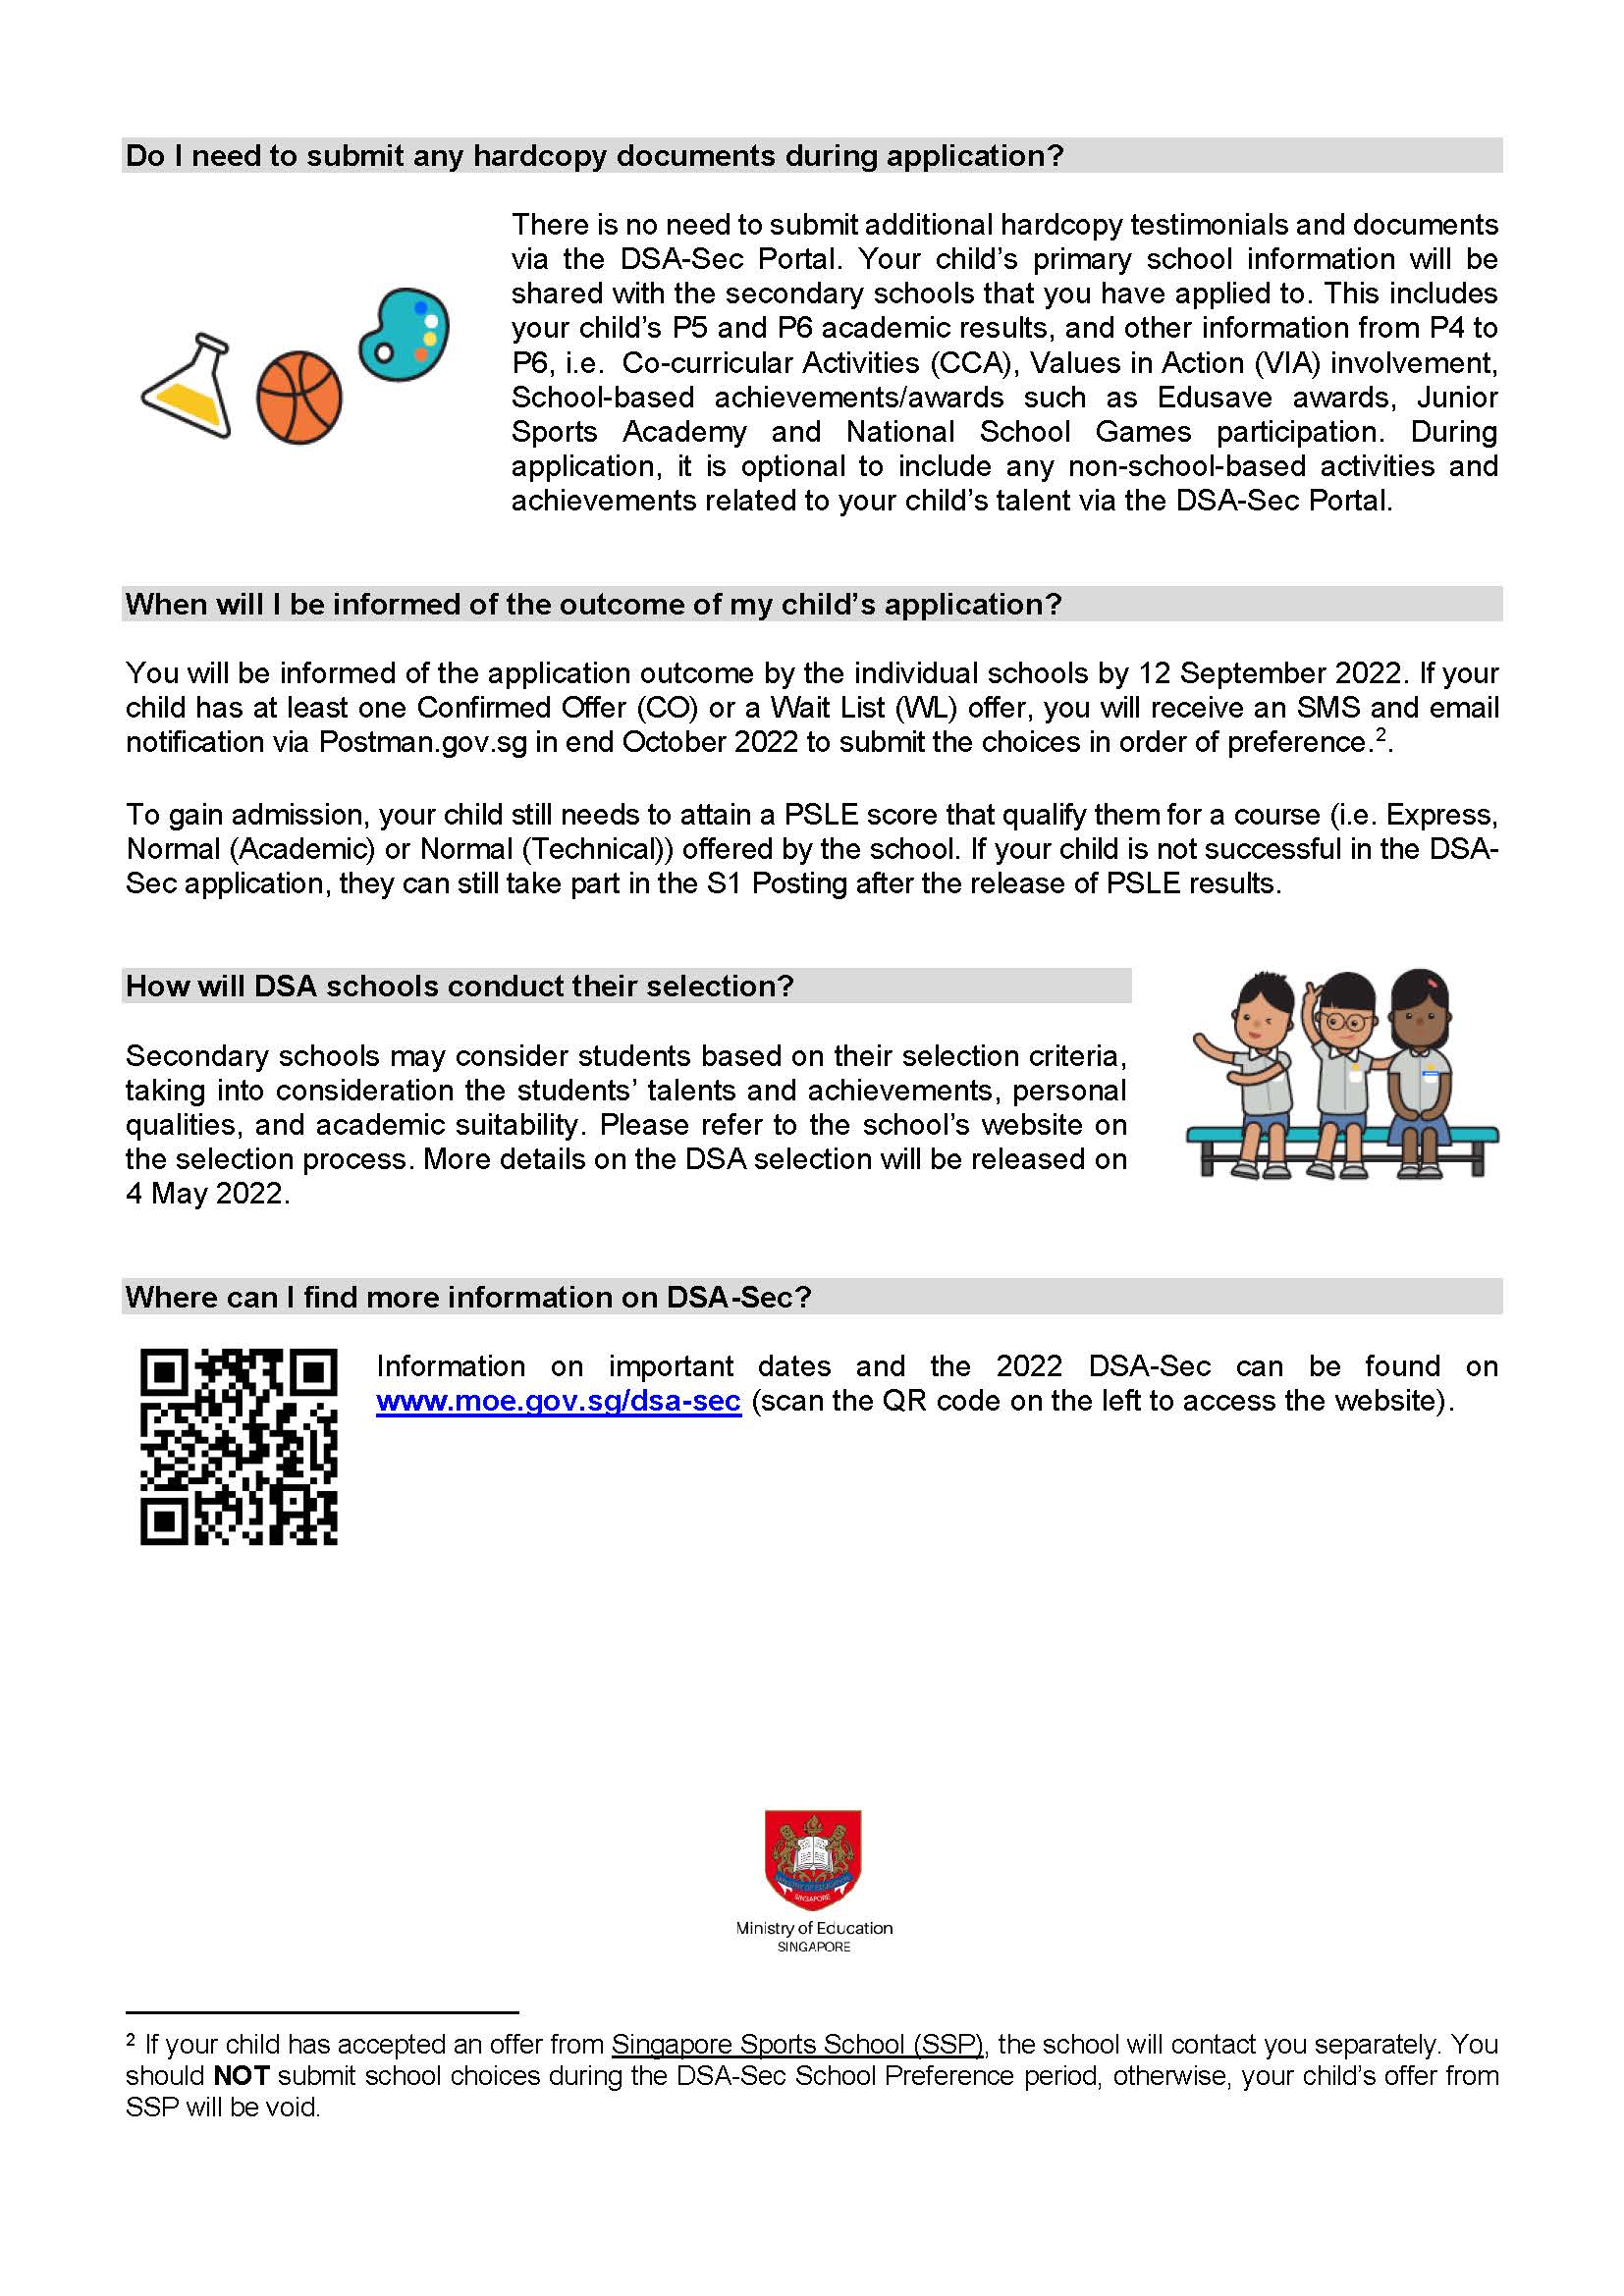 Do I need to submit any hardcopy documents during application?
There is no need to submit additional hardcopy testimonials and documents
via the DSA-Sec Portal. Your child’s primary school information will be
shared with the secondary schools that you have applied to. This includes
your child’s P5 and P6 academic results, and other information from P4 to
P6, i.e. Co-curricular Activities (CCA), Values in Action (VIA) involvement,
School-based achievements/awards such as Edusave awards, Junior
Sports Academy and National School Games participation. During
application, it is optional to include any non-school-based activities and
achievements related to your child’s talent via the DSA-Sec Portal.
When will I be informed of the outcome of my child’s application?
You will be informed of the application outcome by the individual schools by 12 September 2022. If your
child has at least one Confirmed Offer (CO) or a Wait List (WL) offer, you will receive an SMS and email
notification via Postman.gov.sg in end October 2022 to submit the choices in order of preference.².
To gain admission, your child still needs to attain a PSLE score that qualify them for a course (i.e. Express,
Normal (Academic) or Normal (Technical)) offered by the school. If your child is not successful in the DSA-
Sec application, they can still take part in the S1 Posting after the release of PSLE results.
How will DSA schools conduct their selection?
Secondary schools may consider students based on their selection criteria,
taking into consideration the students’ talents and achievements, personal
qualities, and academic suitability. Please refer to the school’s website on
the selection process. More details on the DSA selection will be released on
4 May 2022.
Where can I find more information on DSA-Sec?
Information on important dates and the 2022 DSA-Sec can be found on
www.moe.gov.sg/dsa-sec (scan the QR code on the left to access the website).
MINISTRY OF EDUCATION
SINGAPORE
Ministry of Education
SINGAPORE
² If your child has accepted an offer from Singapore Sports School (SSP), the school will contact you separately. You
should NOT submit school choices during the DSA-Sec School Preference period, otherwise, your child’s offer from
SSP will be void.